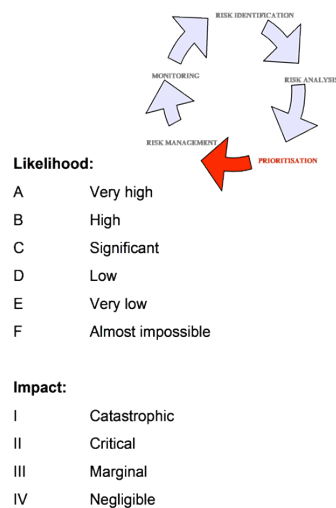 RISK IDENTIFICATION
MONITORING
RISK ANALYSIS
RISK MANAGEMENT
PRIORITISATION
Likelihood:
A Very high
B High
C Significant
D Low
E Very low
F Almost impossible
Impact:
I Catastrophic
II Critical
III Marginal
IV Negligible